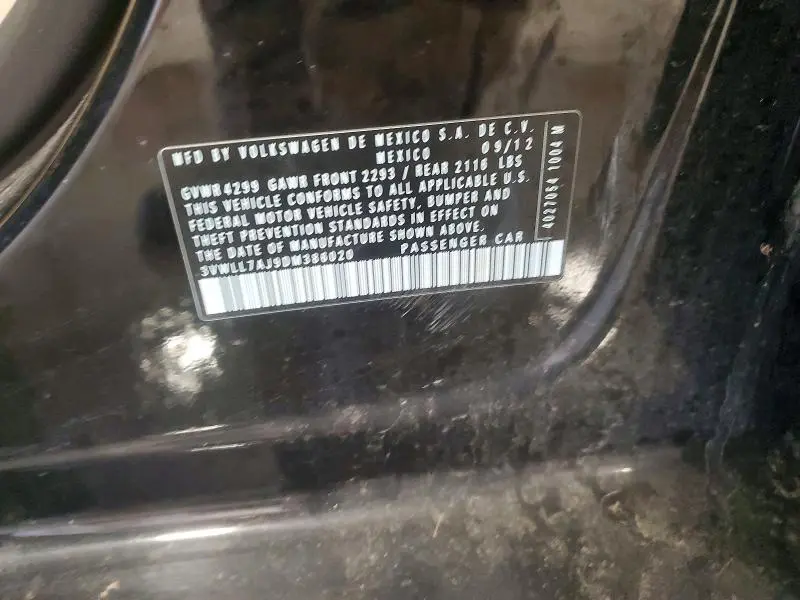 MFD BY VOLKSWAGEN DE MEXICO S.A. DE C.V.
MEXICO 09/12
GVWR 4299 GAWR FRONT 2293 / REAR 2116 LBS
THIS VEHICLE CONFORMS TO ALL APPLICABLE U.S.
FEDERAL MOTOR VEHICLE SAFETY, BUMPER AND
THEFT PREVENTION STANDARDS IN EFFECT ON
THE DATE OF MANUFACTURE SHOWN ABOVE.
3VWLL7AJ9DM386020 PASSENGER CAR
4027054 1004 M